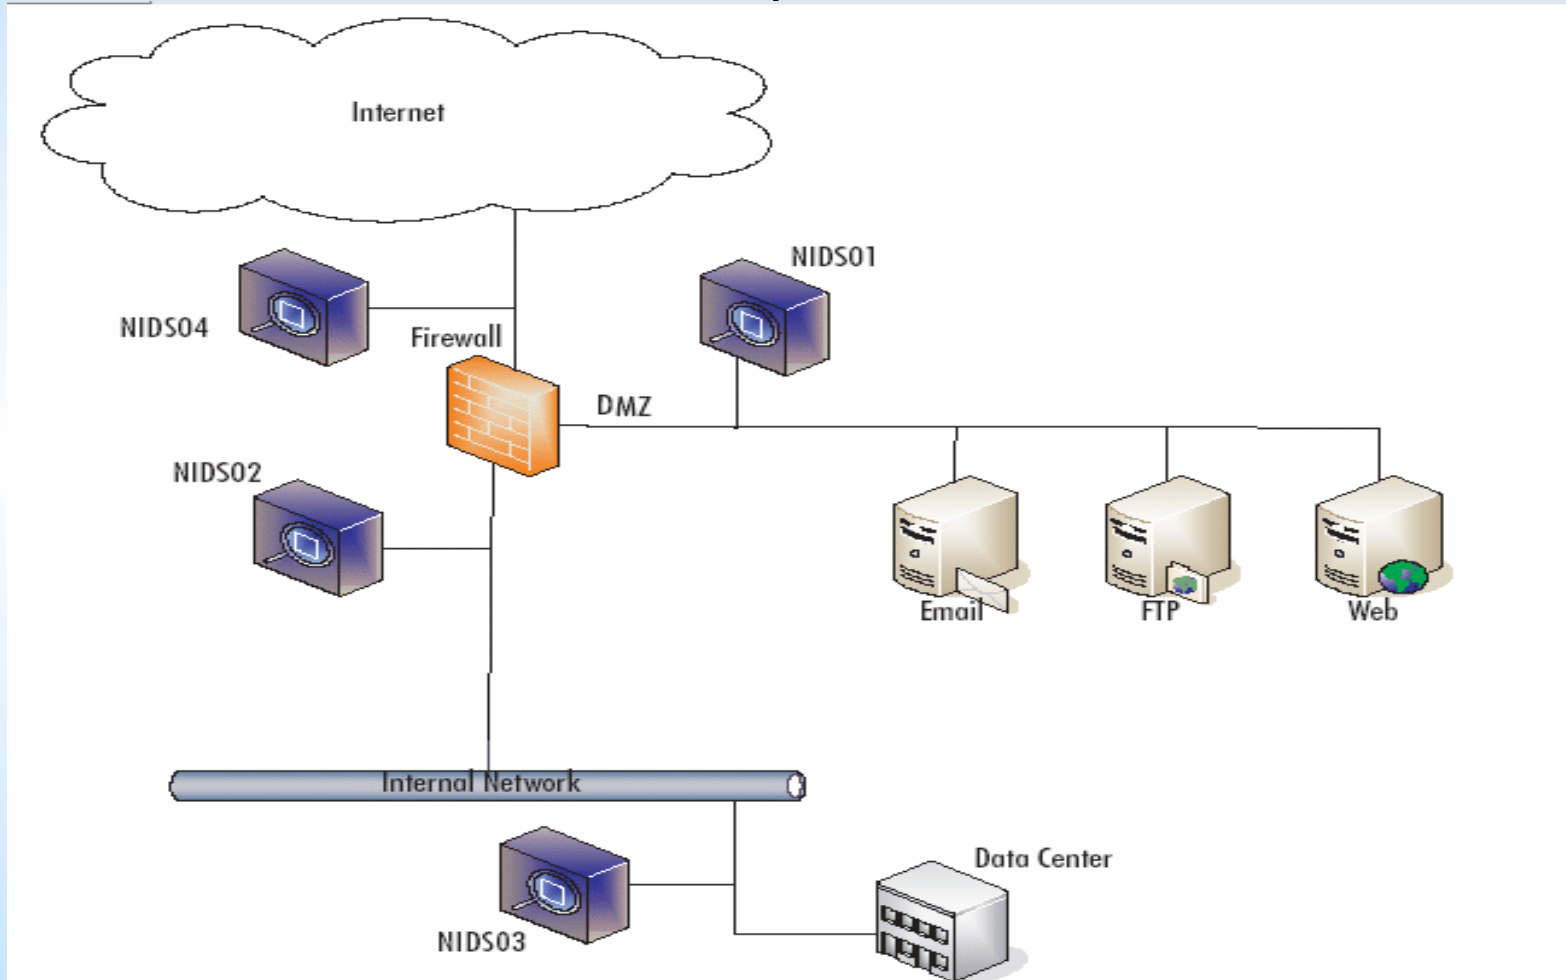 Internet
NIDS01
NIDS04
Firewall
DMZ
NIDS02
Email
FTP
Web
Internal Network
Data Center
NIDS03